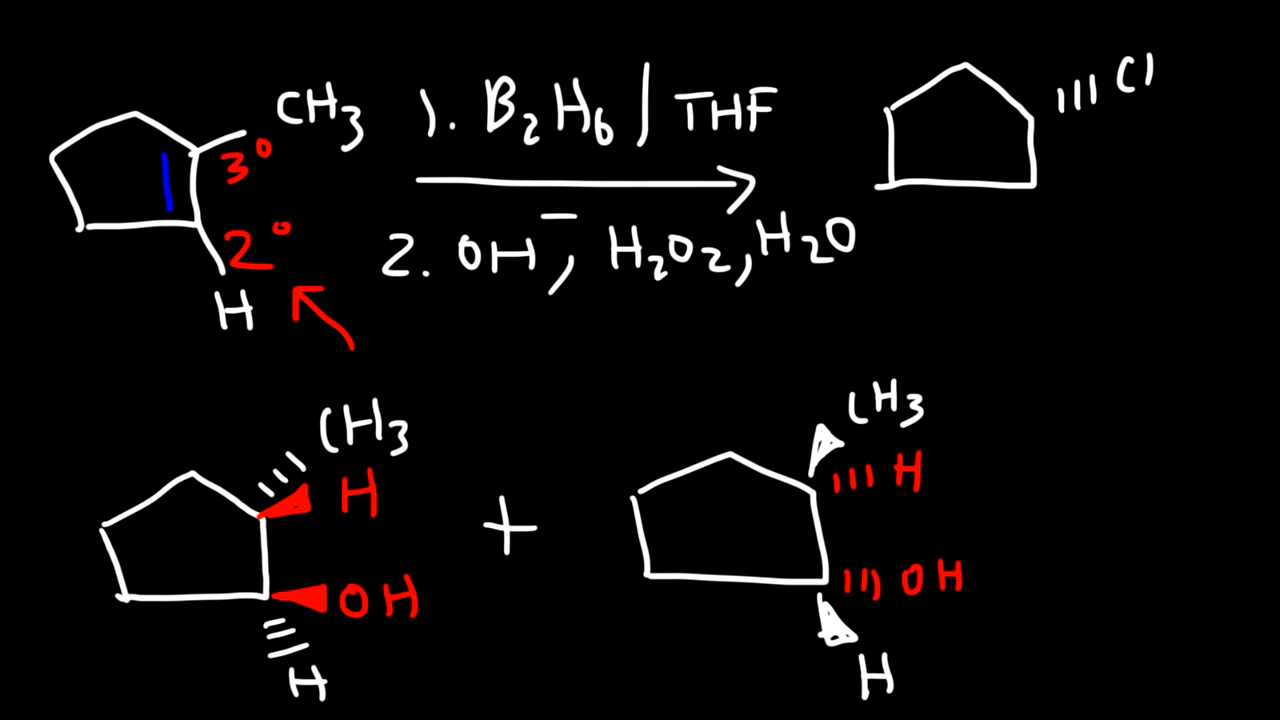 CH3
3°
2°
H
1. B2H6 / THF
2. OH⁻, H2O2, H2O
Cl
CH3
H
OH
H
+
CH3
H
OH
H